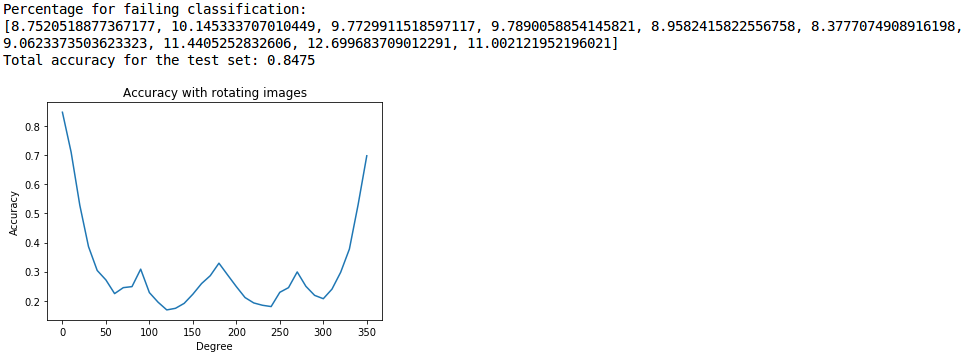 Percentage for failing classification:
[8.7520518877367177, 10.145333707010449, 9.7729911518597117, 9.7890058854145821, 8.9582415822556758, 8.3777074908916198,
9.0623373503623323, 11.4405252832606, 12.699683709012291, 11.002121952196021]
Total accuracy for the test set: 0.8475
Accuracy with rotating images
0.8
0.7
0.6
0.5
0.4
0.3
0.2
Accuracy
0 50 100 150 200 250 300 350
Degree